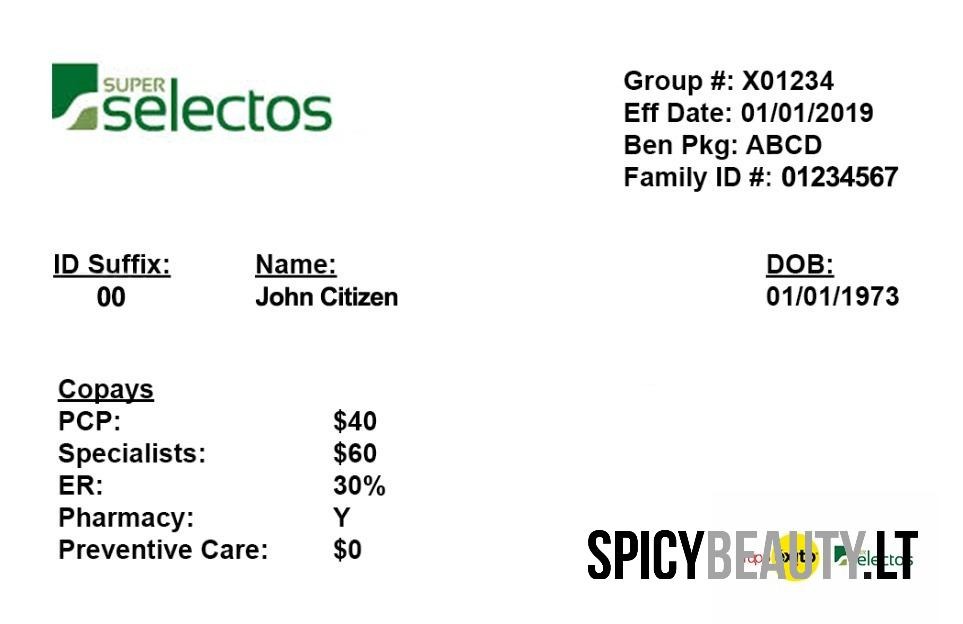 SUPER
selectos
Group #: X01234
Eff Date: 01/01/2019
Ben Pkg: ABCD
Family ID #: 01234567
ID Suffix: Name: DOB:
00 John Citizen 01/01/1973
Copays
PCP: $40
Specialists: $60
ER: 30%
Pharmacy: Y
Preventive Care: $0
SPICYBEAUTY.LT
selectos